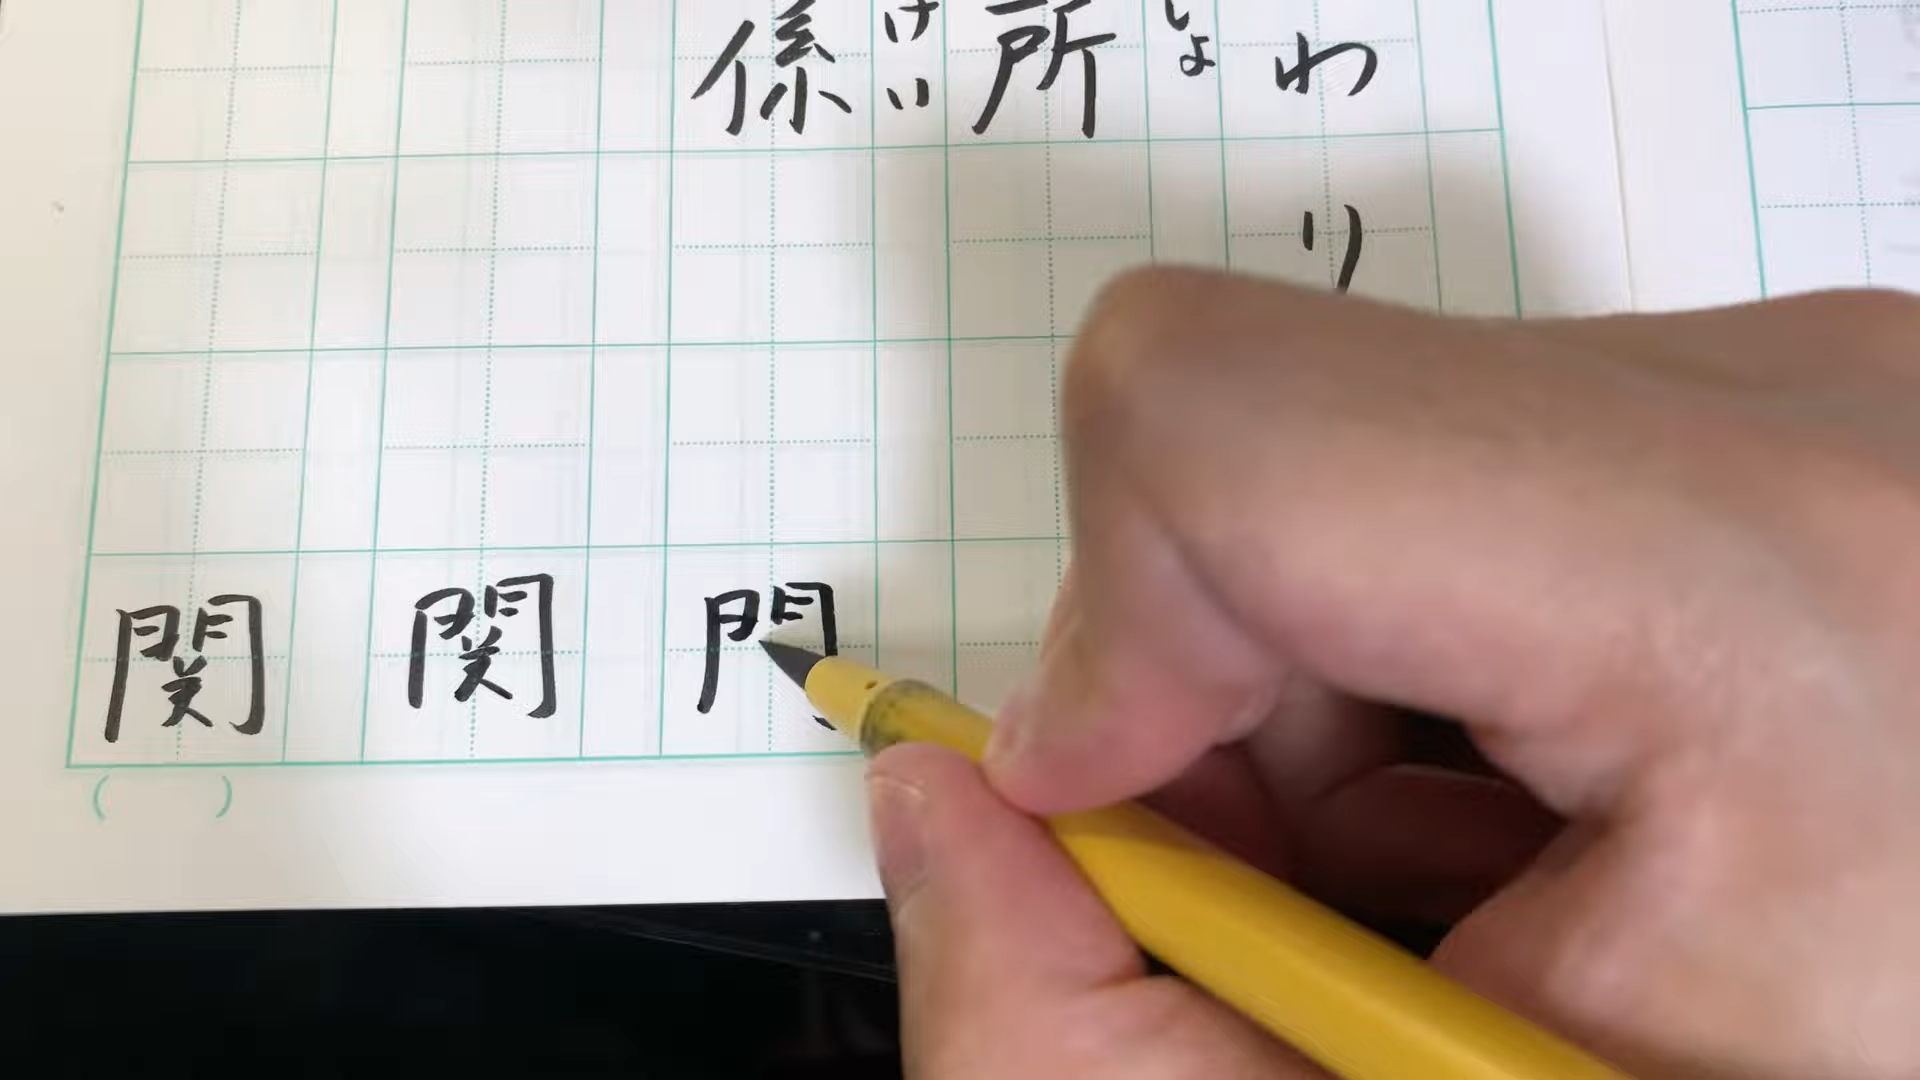 わり
所
しょ
係
けい
門
関
関
(　　)